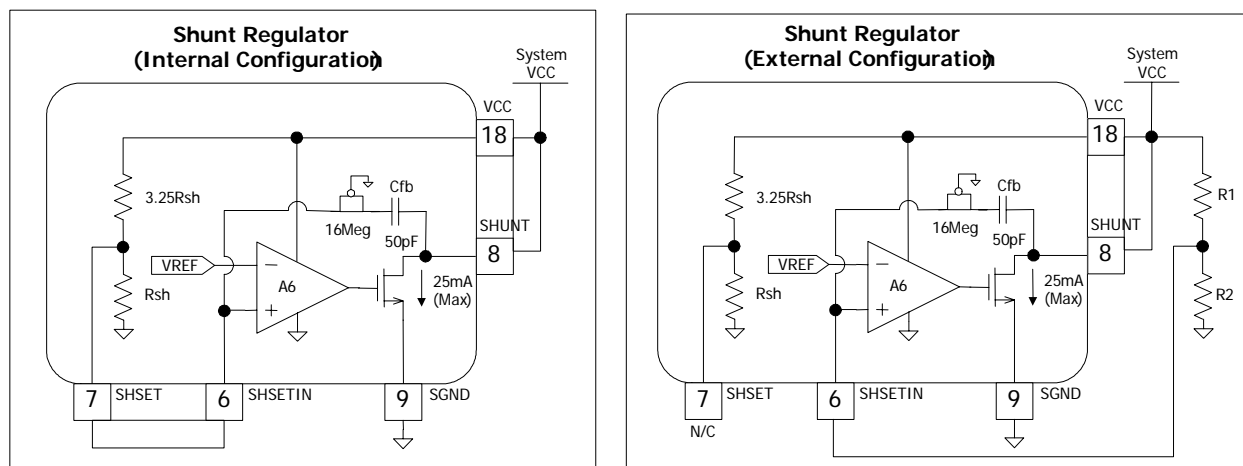 Shunt Regulator
(Internal Configuration)
System
VCC
VCC
18
3.25Rsh
Cfb
16Meg
50pF
SHUNT
8
VREF
A6
25mA
(Max)
Rsh
7
SHSET
6
SHSETIN
9
SGND
Shunt Regulator
(External Configuration)
System
VCC
VCC
18
3.25Rsh
Cfb
R1
16Meg
50pF
SHUNT
8
VREF
A6
25mA
(Max)
Rsh
R2
7
SHSET
6
SHSETIN
9
SGND
N/C